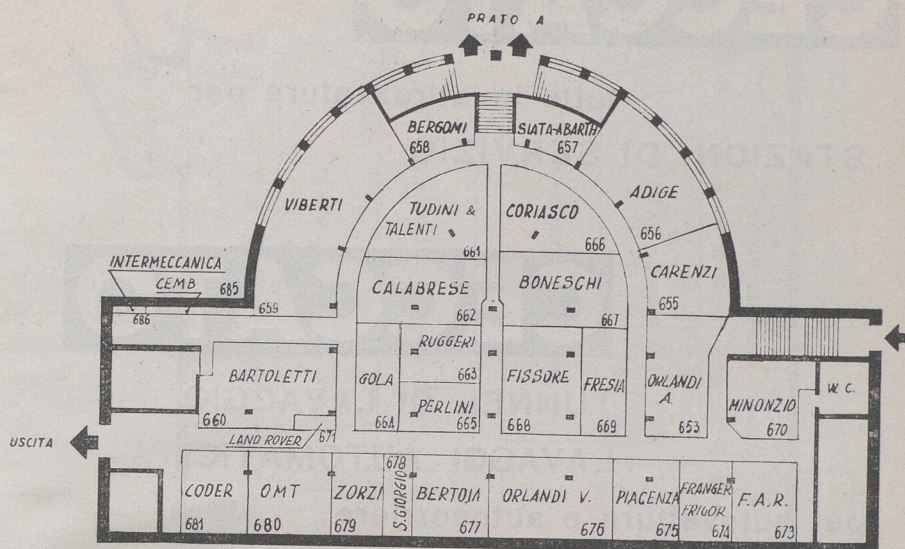 PRATO A
BERGOMI
658
SIATA-ABARTH
657
VIBERTI
TUDINI &
TALENTI
661
CORIASCO
666
ADIGE
656
INTERMECCANICA
CEMB
685
686
659
CALABRESE
662
BONESCHI
667
CARENZI
655
RUGGERI
663
BARTOLETTI
660
GOLA
664
PERLINI
665
FISSORE
668
FRESIA
669
ORLANDI
A.
653
MINONZIO
670
W.C.
USCITA
LAND ROVER
671
CODER
681
OMT
680
ZORZI
679
678
S. GIORGIO
BERTOJA
677
ORLANDI V.
676
PIACENZA
675
FRANGER
FRIGOR
674
F.A.R.
673